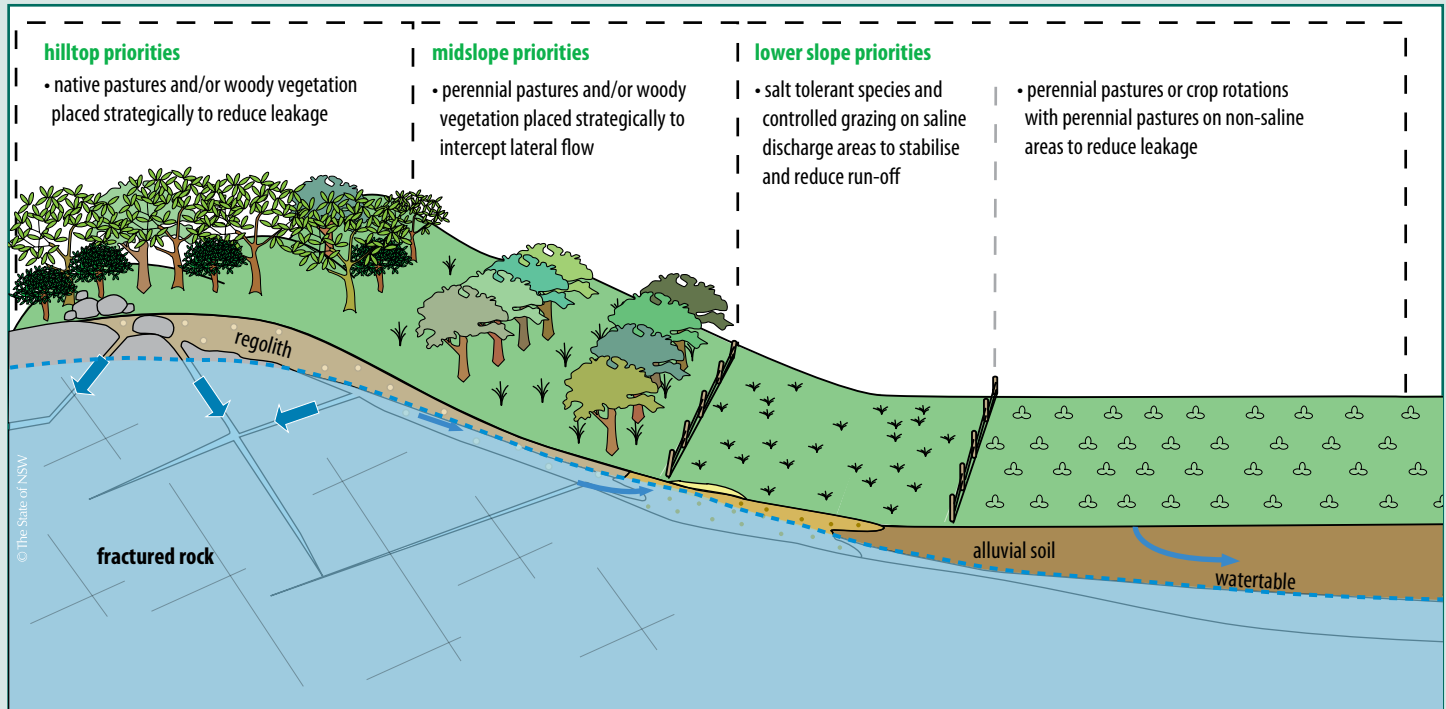 hilltop priorities
• native pastures and/or woody vegetation
placed strategically to reduce leakage
midslope priorities
• perennial pastures and/or woody
vegetation placed strategically to
intercept lateral flow
lower slope priorities
• salt tolerant species and
controlled grazing on saline
discharge areas to stabilise
and reduce run-off
• perennial pastures or crop rotations
with perennial pastures on non-saline
areas to reduce leakage
regolith
© The State of NSW
fractured rock
alluvial soil
watertable